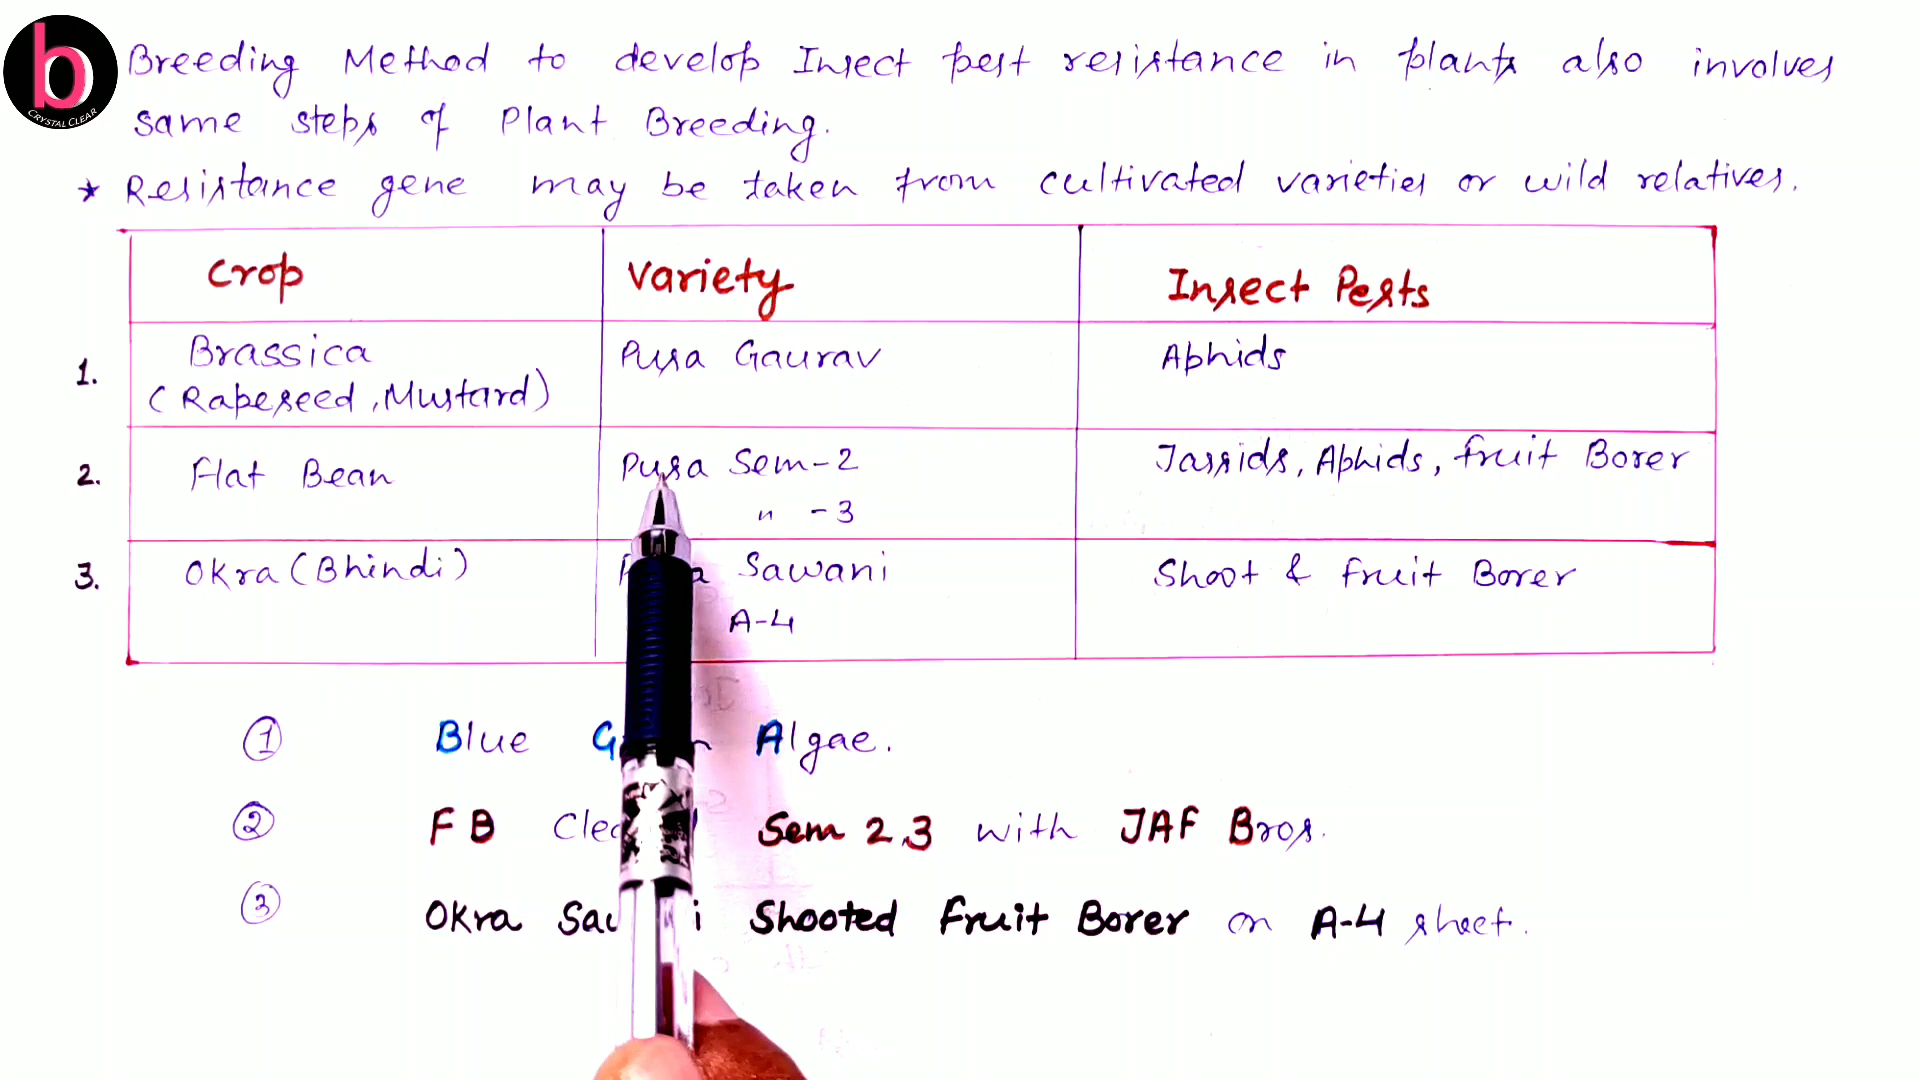 b
CRYSTAL CLEAR
Breeding Method to develop Insect pest resistance in plants also involves
same steps of Plant Breeding.
* Resistance gene may be taken from cultivated varieties or wild relatives.
Crop Variety Insect Pests
1. Brassica Pusa Gaurav Aphids
(Rapeseed, Mustard)
2. Flat Bean Pusa Sem-2 Jassids, Aphids, fruit Borer
" -3
3. Okra (Bhindi) Sawani Shoot & fruit Borer
A-4
1 Blue Algae.
2 FB Sem 2,3 with JAF Bros.
3 Okra Shooted fruit Borer on A-4 sheet.